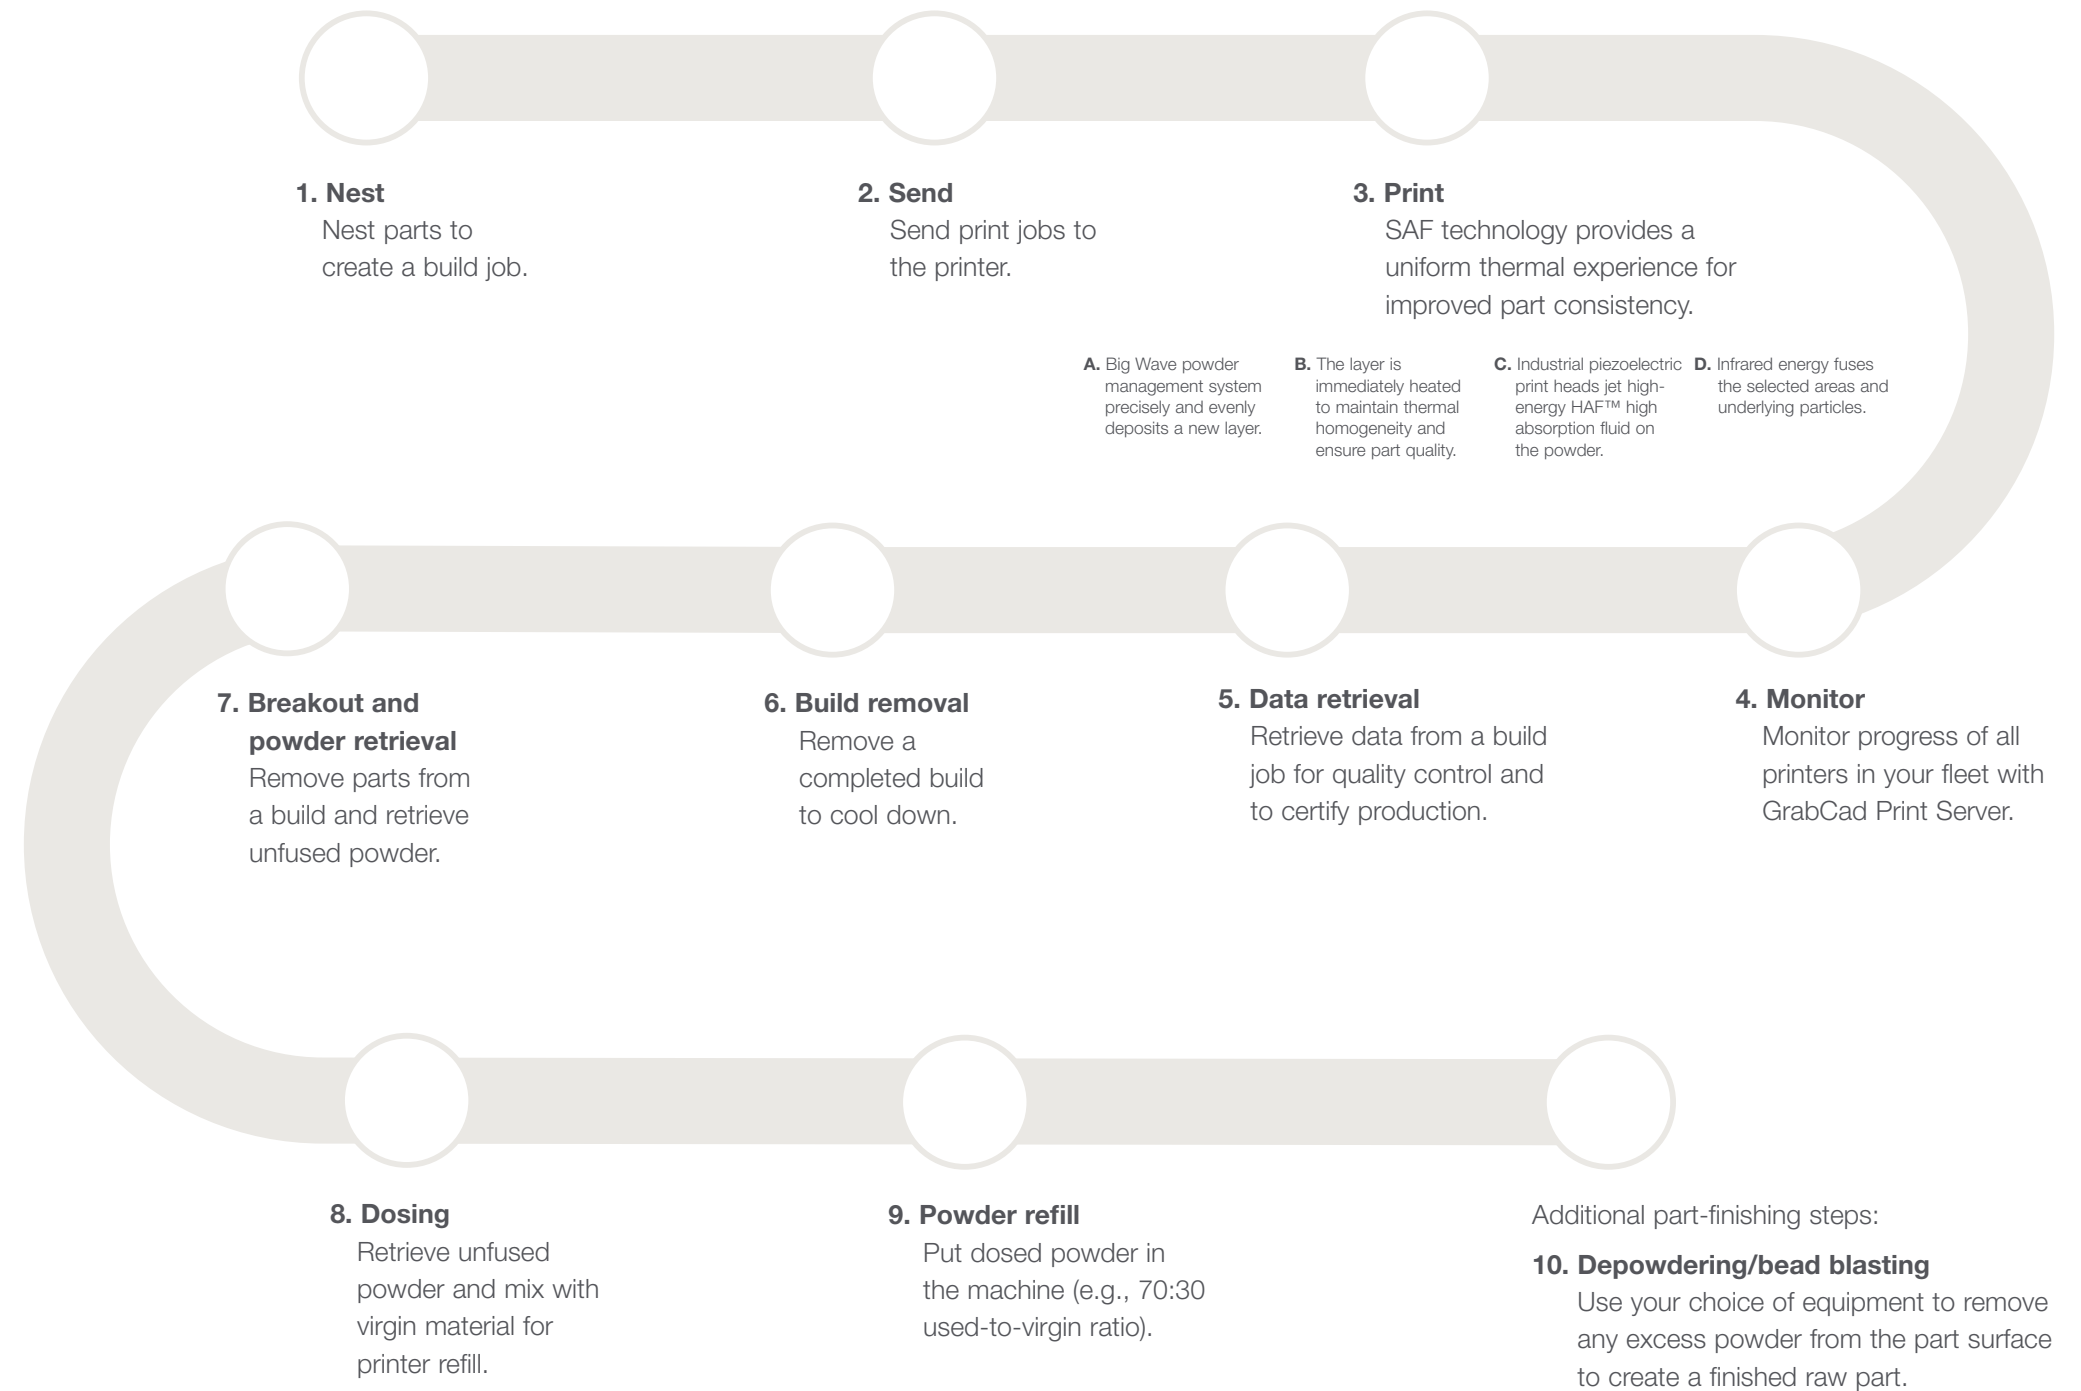 1. Nest
Nest parts to
create a build job.
2. Send
Send print jobs to
the printer.
3. Print
SAF technology provides a
uniform thermal experience for
improved part consistency.
A. Big Wave powder
management system
precisely and evenly
deposits a new layer.
B. The layer is
immediately heated
to maintain thermal
homogeneity and
ensure part quality.
C. Industrial piezoelectric
print heads jet high-
energy HAF™ high
absorption fluid on
the powder.
D. Infrared energy fuses
the selected areas and
underlying particles.
4. Monitor
Monitor progress of all
printers in your fleet with
GrabCad Print Server.
5. Data retrieval
Retrieve data from a build
job for quality control and
to certify production.
6. Build removal
Remove a
completed build
to cool down.
7. Breakout and
powder retrieval
Remove parts from
a build and retrieve
unfused powder.
8. Dosing
Retrieve unfused
powder and mix with
virgin material for
printer refill.
9. Powder refill
Put dosed powder in
the machine (e.g., 70:30
used-to-virgin ratio).
Additional part-finishing steps:
10. Depowdering/bead blasting
Use your choice of equipment to remove
any excess powder from the part surface
to create a finished raw part.